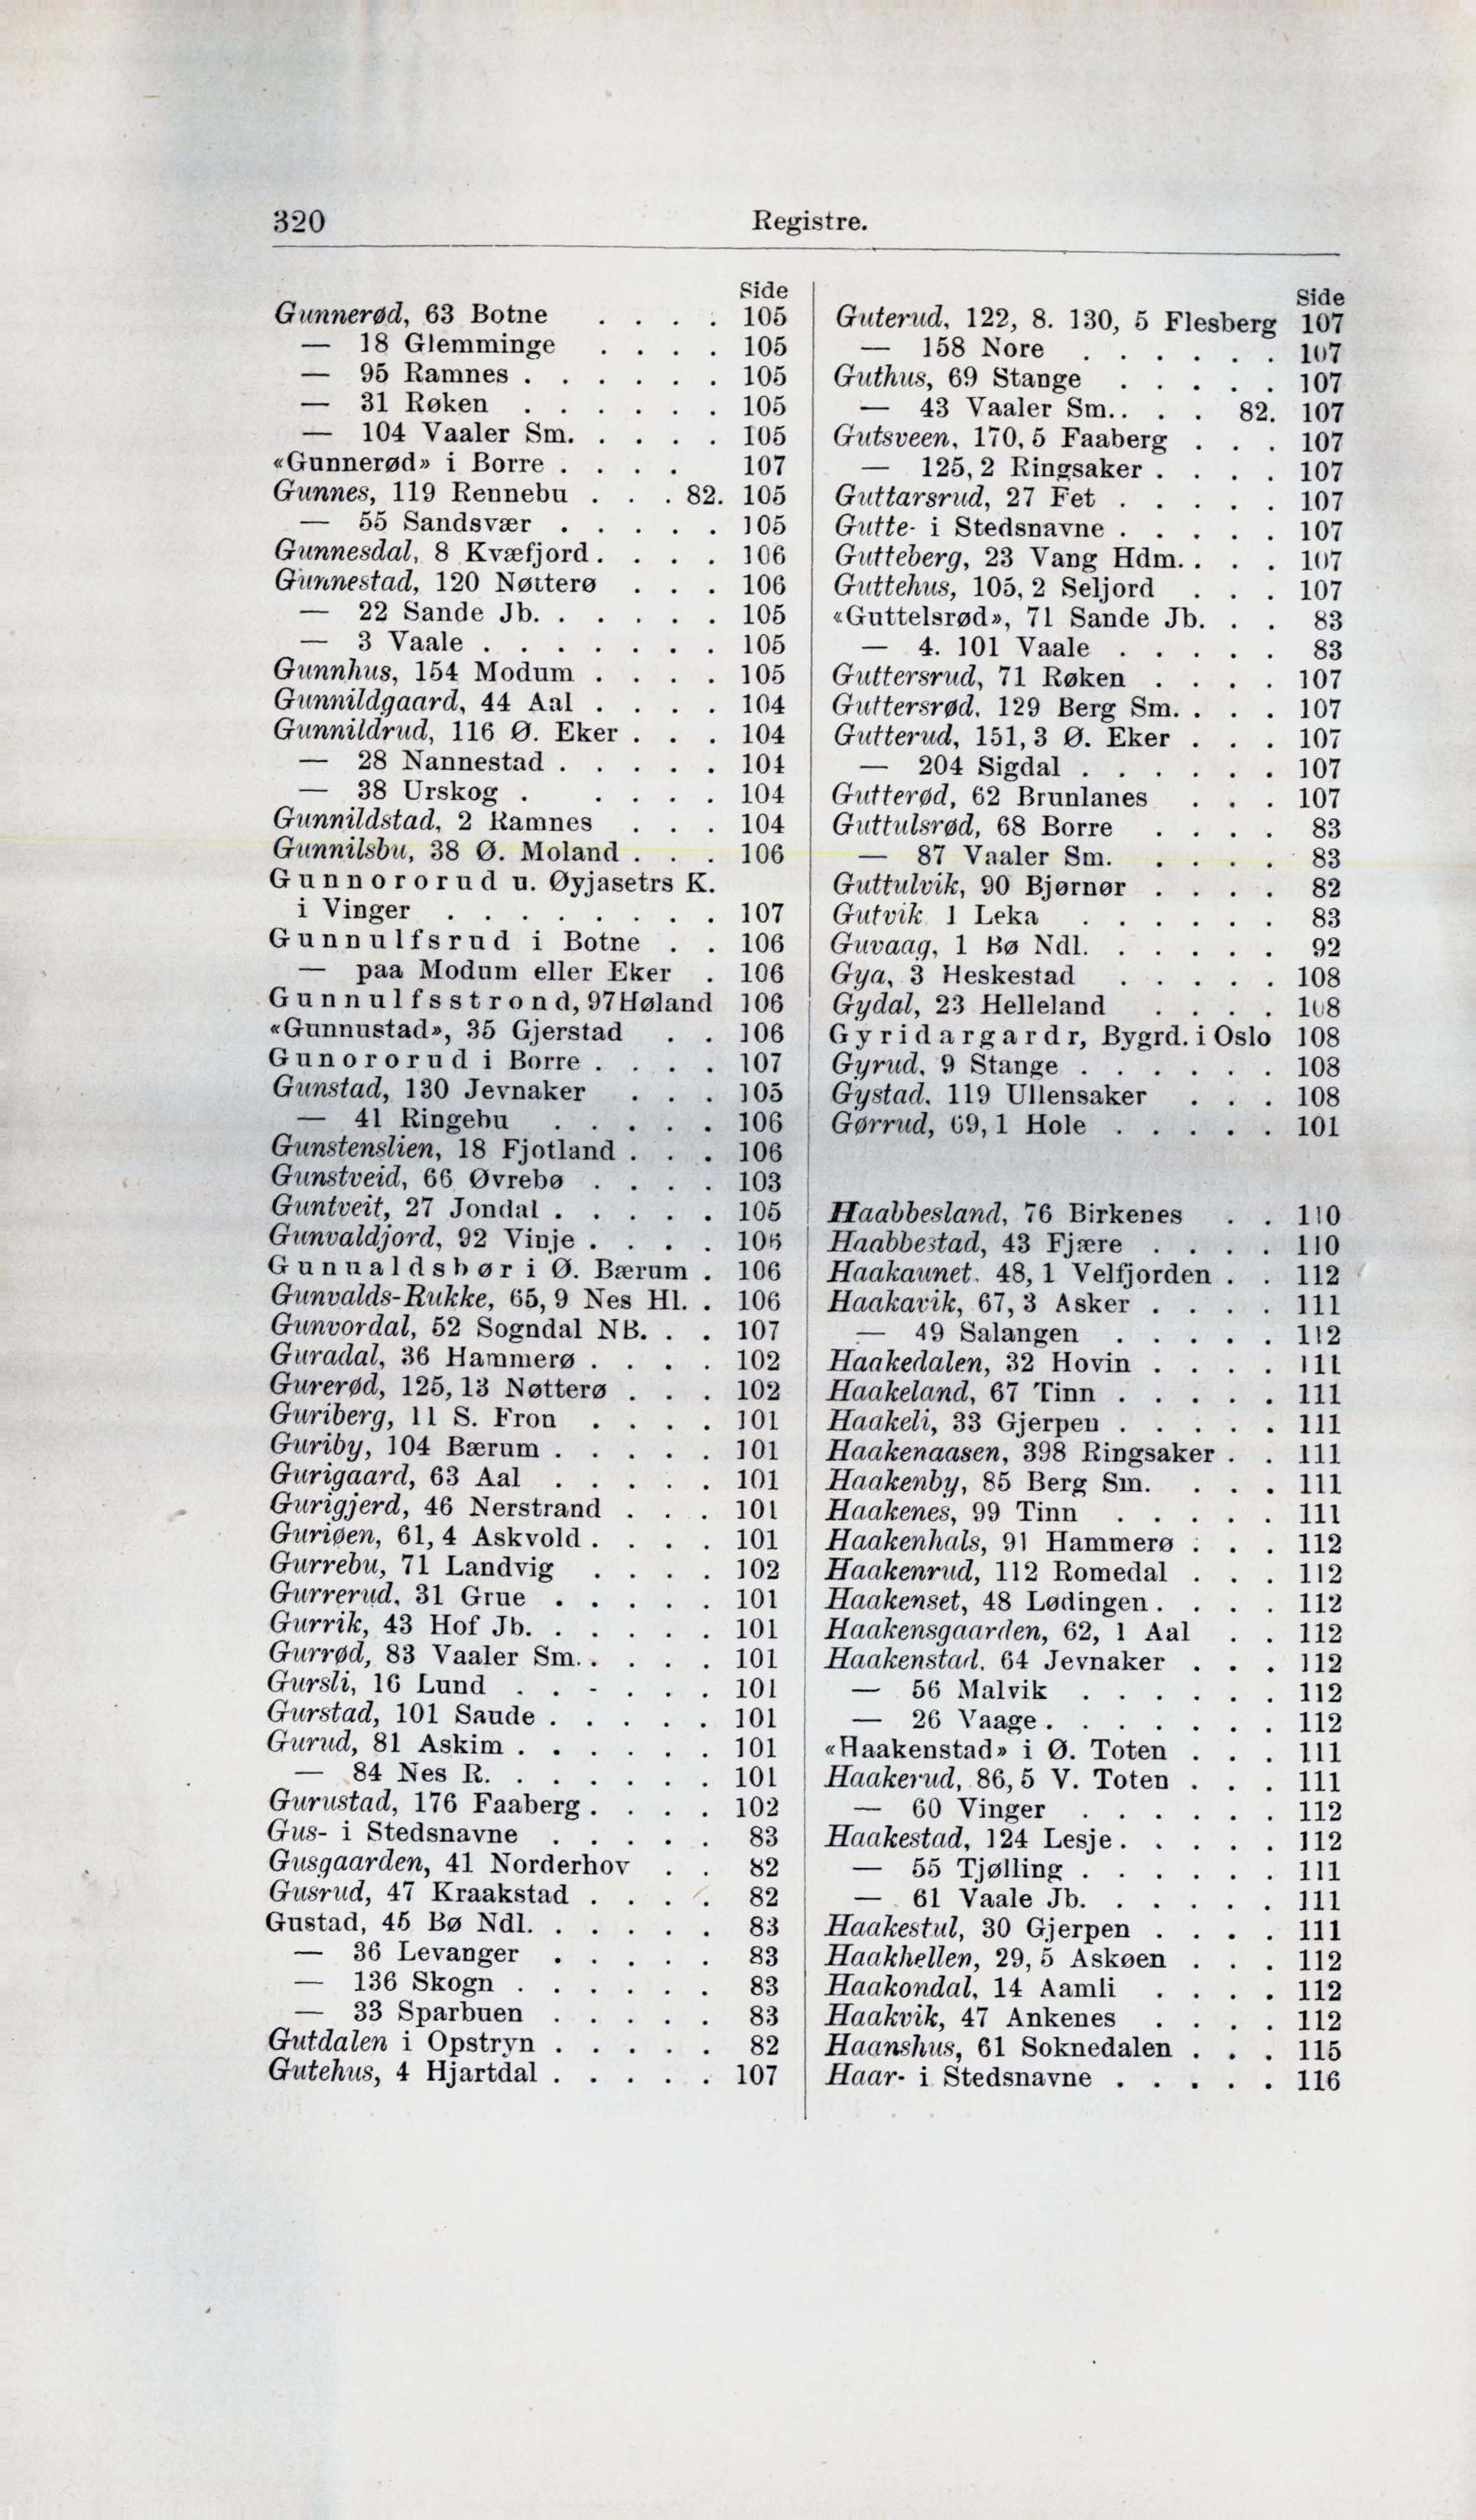 320
Registre.
Side
Gunnerød, 63 Botne . . . . 105
— 18 Glemminge . . . . 105
— 95 Ramnes . . . . . . . 105
— 31 Røken . . . . . . . 105
— 104 Vaaler Sm. . . . . . 105
«Gunnerød» i Borre . . . . 107
Gunnes, 119 Rennebu . . . 82. 105
— 55 Sandsvær . . . . . . 105
Gunnesdal, 8 Kvæfjord . . . . . 106
Gunnestad, 120 Nøtterø . . . 106
— 22 Sande Jb. . . . . . . 105
— 3 Vaale . . . . . . . . 105
Gunnhus, 154 Modum . . . . . 105
Gunnildgaard, 44 Aal . . . . . 104
Gunnildrud, 116 Ø. Eker . . . . 104
— 28 Nannestad . . . . . . 104
— 38 Urskog . . . . . 104
Gunnildstad, 2 Ramnes . . . 104
Gunnilsbu, 38 Ø. Moland . . . . 106
Gunnororud u. Øyjasetrs K.
i Vinger . . . . . . . . . 107
Gunnulfsrud i Botne . . 106
— paa Modum eller Eker . 106
Gunnulfsstrond, 97 Høland 106
«Gunnustad», 35 Gjerstad . . 106
Gunororud i Borre . . . . . 107
Gunstad, 130 Jevnaker . . . 105
— 41 Ringebu . . . . . . 106
Gunstenslien, 18 Fjotland . . . . 106
Gunstveid, 66 Øvrebø . . . . 103
Guntveit, 27 Jondal . . . . . . 105
Gunvaldjord, 92 Vinje . . . . . 106
Gunualdsbør i Ø. Bærum . 106
Gunvalds-Rukke, 65,9 Nes Hl. . 106
Gunvordal, 52 Sogndal NB. . . 107
Guradal, 36 Hammerø . . . . . 102
Gurerød, 125,13 Nøtterø . . . . 102
Guriberg, 11 S. Fron . . . . 101
Guriby, 104 Bærum . . . . . . 101
Gurigaard, 63 Aal . . . . . . 101
Gurigjerd, 46 Nerstrand . . . . 101
Guriøen, 61,4 Askvold . . . . . 101
Gurrebu, 71 Landvig . . . . 102
Gurrerud, 31 Grue . . . . . . 101
Gurrik, 43 Hof Jb. . . . . . . 101
Gurrød, 83 Vaaler Sm. . . . . . 101
Gursli, 16 Lund . . . . . . . 101
Gurstad, 101 Saude . . . . . . 101
Gurud, 81 Askim . . . . . . . 101
— 84 Nes R. . . . . . . . 101
Gurustad, 176 Faaberg . . . . . 102
Gus- i Stedsnavne . . . . . . 83
Gusgaarden, 41 Norderhov . . 82
Gusrud, 47 Kraakstad . . . . 82
Gustad, 45 Bø Ndl. . . . . . . 83
— 36 Levanger . . . . . . 83
— 136 Skogn . . . . . . . 83
— 33 Sparbuen . . . . . . 83
Gutdalen i Opstryn . . . . . . 82
Gutehus, 4 Hjartdal . . . . . . 107
Side
Guterud, 122, 8. 130, 5 Flesberg 107
— 158 Nore . . . . . . 107
Guthus, 69 Stange . . . . . 107
— 43 Vaaler Sm. . . . . 82. 107
Gutsveen, 170,5 Faaberg . . . 107
— 125,2 Ringsaker . . . . 107
Guttarsrud, 27 Fet . . . . . . 107
Gutte- i Stedsnavne . . . . . . 107
Gutteberg, 23 Vang Hdm. . . . 107
Guttehus, 105,2 Seljord . . . 107
«Guttelsrød», 71 Sande Jb. . . 83
— 4. 101 Vaale . . . . . 83
Guttersrud, 71 Røken . . . . 107
Guttersrød, 129 Berg Sm. . . . 107
Gutterud, 151,3 Ø. Eker . . . 107
— 204 Sigdal . . . . . . . 107
Gutterød, 62 Brunlanes . . . 107
Guttulsrød, 68 Borre . . . . 83
— 87 Vaaler Sm. . . . . . 83
Guttulvik, 90 Bjørnør . . . . 82
Gutvik 1 Leka . . . . . . 83
Guvaag, 1 Bø Ndl. . . . . . . 92
Gya, 3 Heskestad . . . . . 108
Gydal, 23 Helleland . . . . 108
Gyridargardr, Bygrd. i Oslo 108
Gyrud, 9 Stange . . . . . . . 108
Gystad, 119 Ullensaker . . . 108
Gørrud, 69,1 Hole . . . . . . 101
Haabbesland, 76 Birkenes . . 110
Haabbestad, 43 Fjære . . . . 110
Haakaunet, 48,1 Velfjorden . . 112
Haakavik, 67,3 Asker . . . . 111
— 49 Salangen . . . . . 112
Haakedalen, 32 Hovin . . . . 111
Haakeland, 67 Tinn . . . . . . 111
Haakeli, 33 Gjerpen . . . . . . 111
Haakenaasen, 398 Ringsaker . . 111
Haakenby, 85 Berg Sm. . . . . 111
Haakenes, 99 Tinn . . . . . 111
Haakenhals, 91 Hammerø . . . 112
Haakenrud, 112 Romedal . . . 112
Haakenset, 48 Lødingen . . . . 112
Haakensgaarden, 62, 1 Aal . . 112
Haakenstad, 64 Jevnaker . . . 112
— 56 Malvik . . . . . . 112
— 26 Vaage . . . . . . . . 112
«Haakenstad» i Ø. Toten . . . 111
Haakerud, 86,5 V. Toten . . . 111
— 60 Vinger . . . . . . 112
Haakestad, 124 Lesje . . . . . 112
— 55 Tjølling . . . . . . . 111
— 61 Vaale Jb. . . . . . . 111
Haakestul, 30 Gjerpen . . . . 111
Haakhellen, 29,5 Askøen . . . 112
Haakondal, 14 Aamli . . . . 112
Haakvik, 47 Ankenes . . . . 112
Haanshus, 61 Soknedalen . . . 115
Haar- i Stedsnavne . . . . . . 116